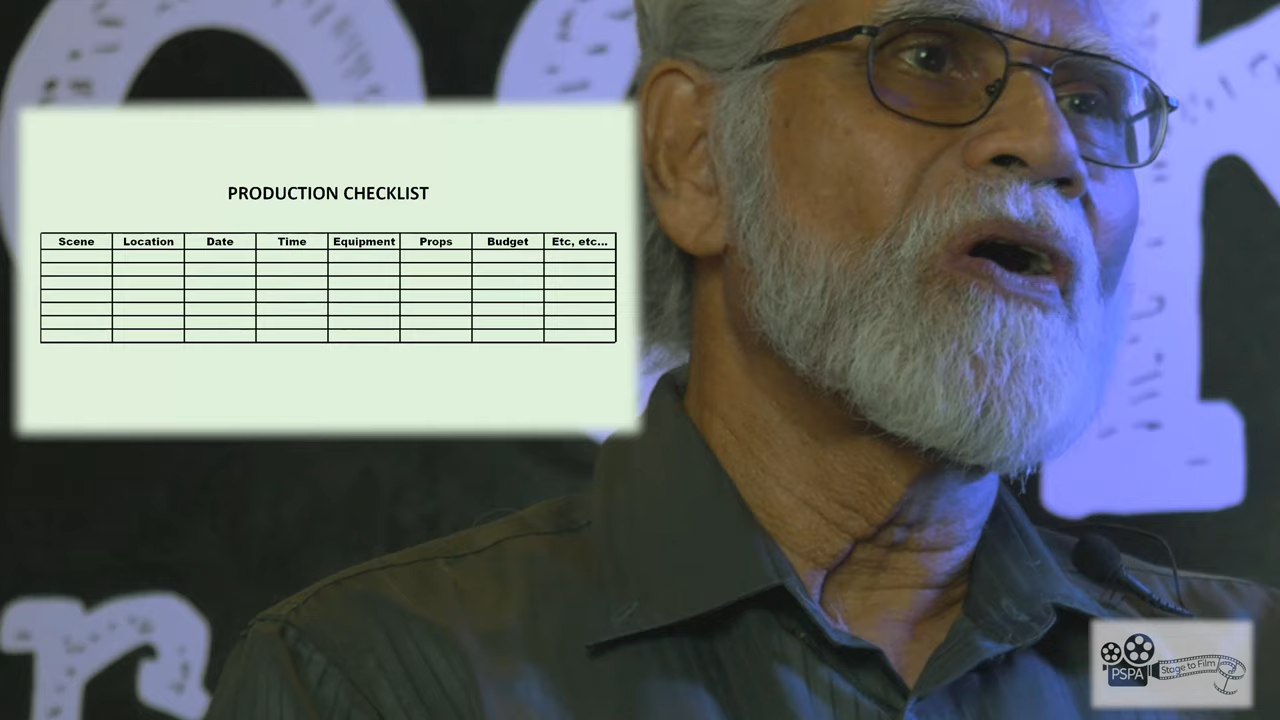 PRODUCTION CHECKLIST
Scene Location Date Time Equipment Props Budget Etc, etc...
PSPA Stage to Film